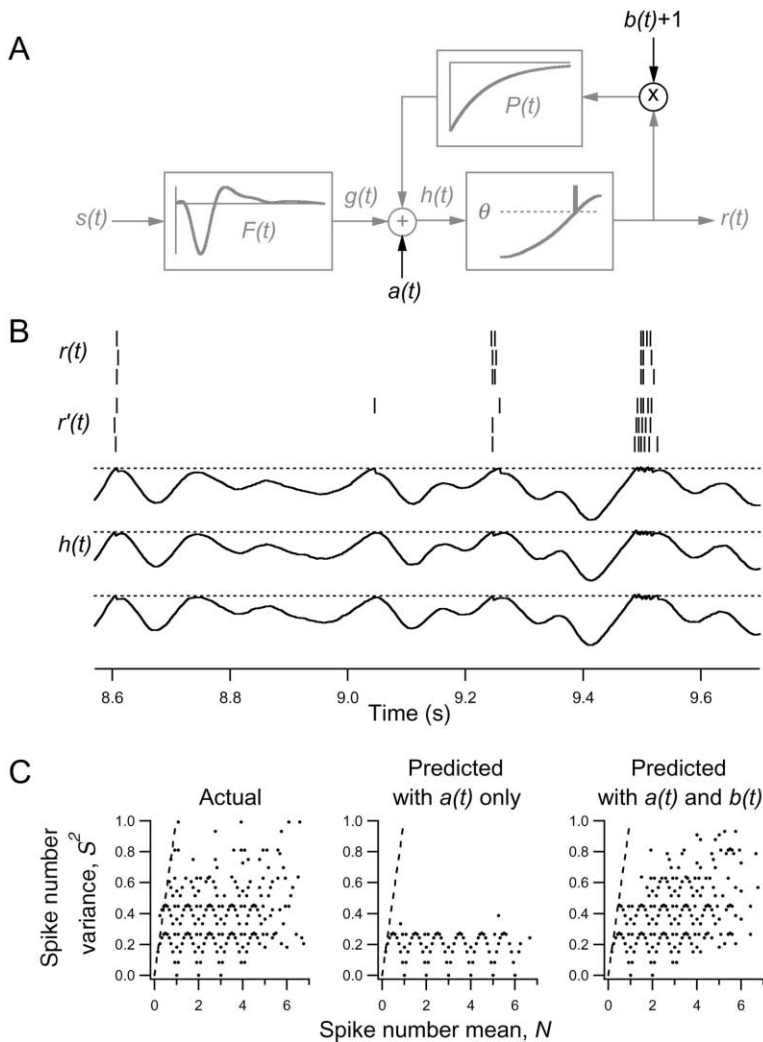 A
b(t)+1
X
P(t)
s(t)
F(t)
g(t)
+
h(t)
θ
r(t)
a(t)
B
r(t)
r'(t)
h(t)
8.6 8.8 9.0 9.2 9.4 9.6
Time (s)
C
Actual
Predicted
with a(t) only
Predicted
with a(t) and b(t)
Spike number
variance, S²
1.0
0.8
0.6
0.4
0.2
0.0
0 2 4 6
1.0
0.8
0.6
0.4
0.2
0.0
0 2 4 6
1.0
0.8
0.6
0.4
0.2
0.0
0 2 4 6
Spike number mean, N